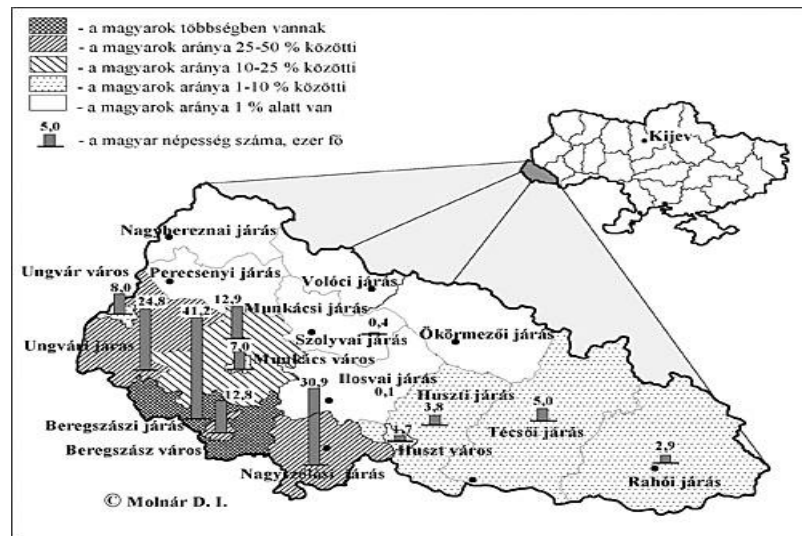 - a magyarok többségben vannak
- a magyarok aránya 25-50 % közötti
- a magyarok aránya 10-25 % közötti
- a magyarok aránya 1-10 % közötti
- a magyarok aránya 1 % alatt van
5,0 - a magyar népesség száma, ezer fő
Kijev
Nagybereznai járás
Ungvár város
8,0
Perecsenyi járás
Volóci járás
24,8
41,2
12,9
Munkácsi járás
0,4
Szolyvai járás
Ökörmezői járás
Ungvári járás
7,0
Munkács város
30,9
Ilosvai járás
0,1
12,8
Huszti járás
3,8
5,0
Técsői járás
Beregszászi járás
1,7
Huszt város
2,9
Beregszász város
Nagyszőlősi járás
Rahói járás
© Molnár D. I.